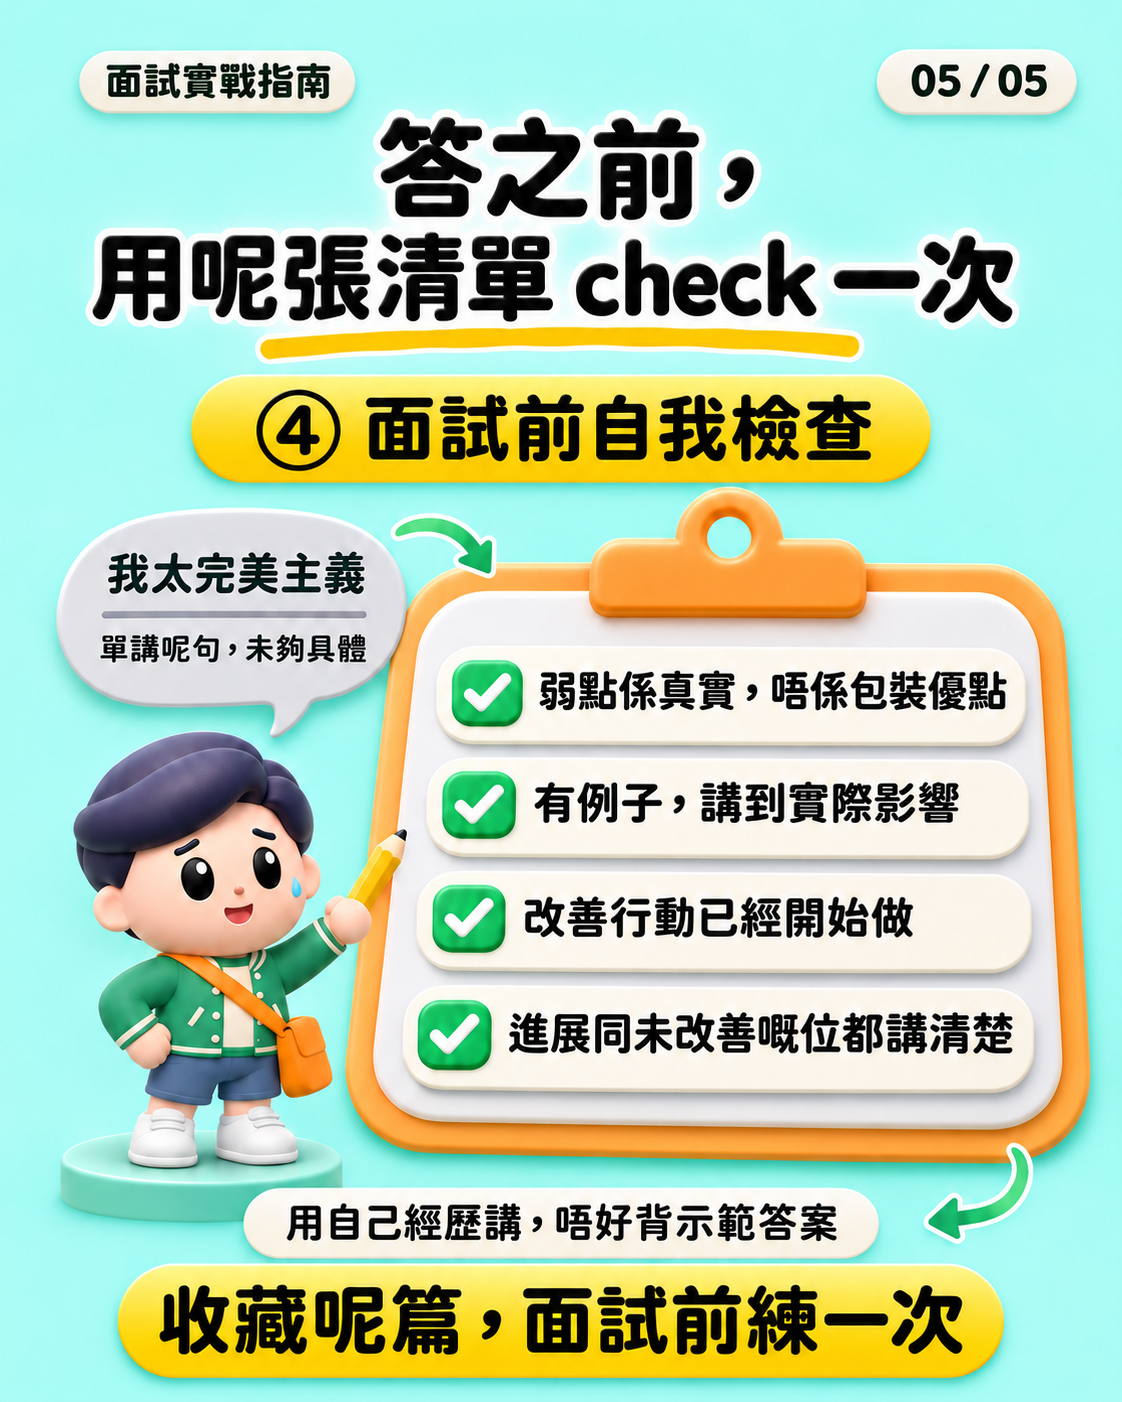 面試實戰指南
05 / 05
答之前，
用呢張清單 check 一次
④ 面試前自我檢查
我太完美主義
單講呢句，未夠具體
弱點係真實，唔係包裝優點
有例子，講到實際影響
改善行動已經開始做
進展同未改善嘅位都講清楚
用自己經歷講，唔好背示範答案
收藏呢篇，面試前練一次